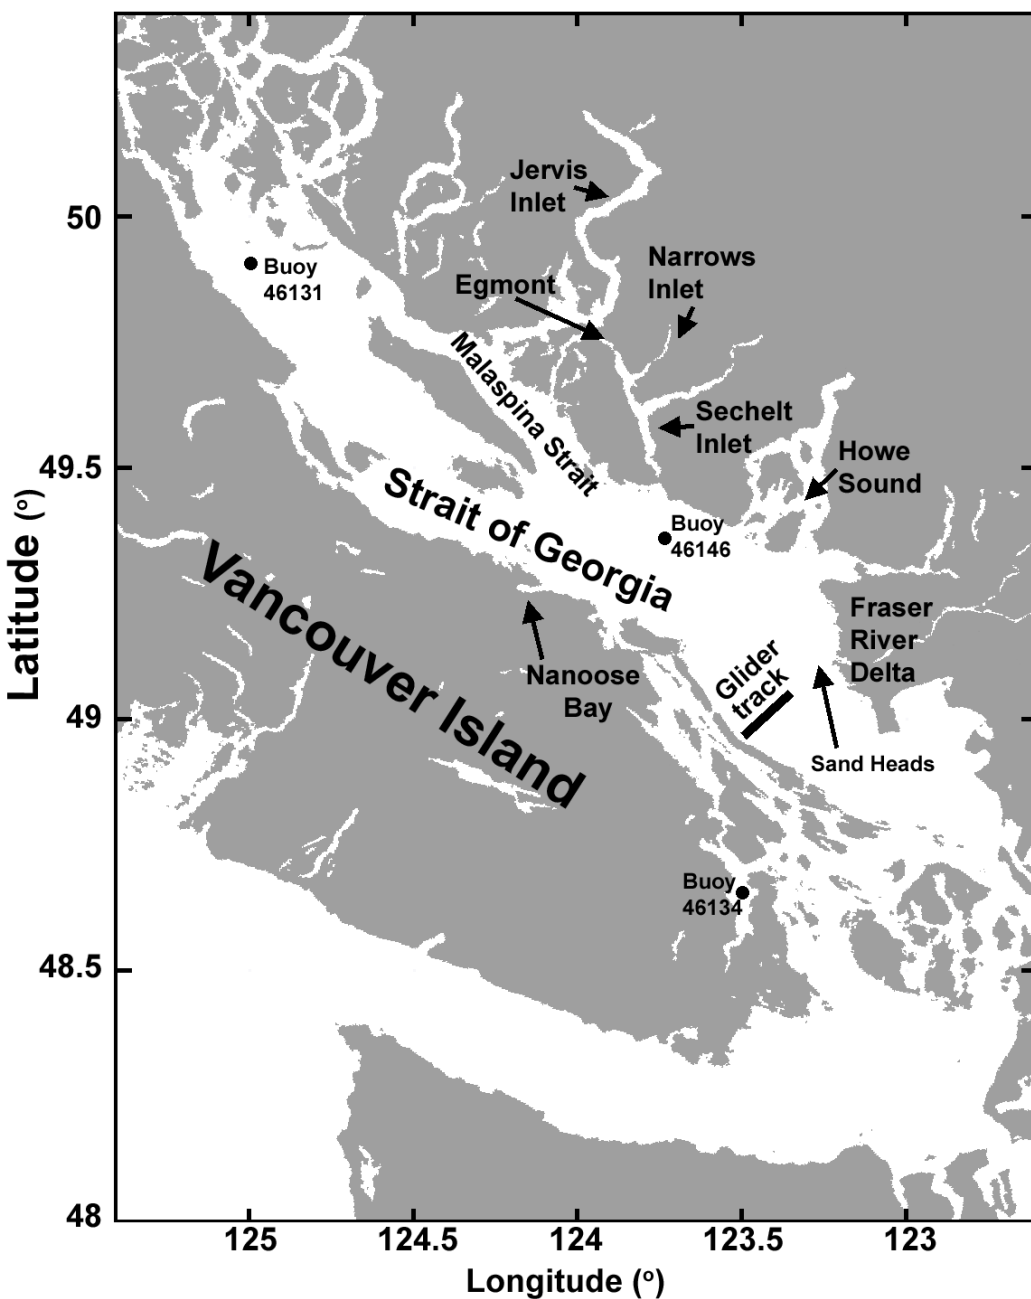 Jervis
Inlet
50
Narrows
Inlet
Buoy
46131
Egmont
Malaspina Strait
Sechelt
Inlet
49.5
Howe
Sound
Strait of Georgia
Buoy
46146
Vancouver Island
Fraser
River
Delta
Latitude (o)
Nanoose
Bay
Glider
track
49
Sand Heads
Buoy
46134
48.5
48
125
124.5
124
123.5
123
Longitude (o)